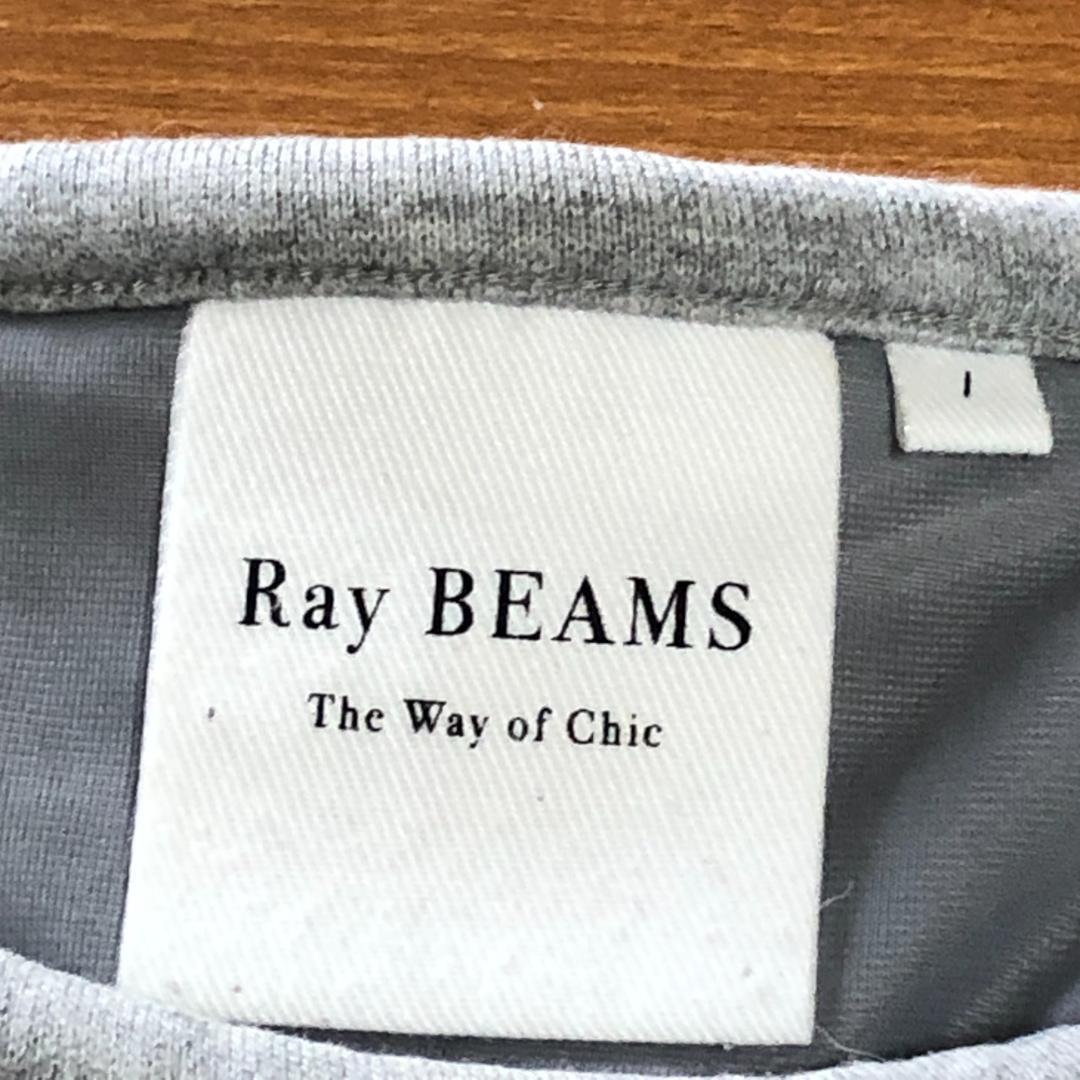 Ray BEAMS
The Way of Chic
1